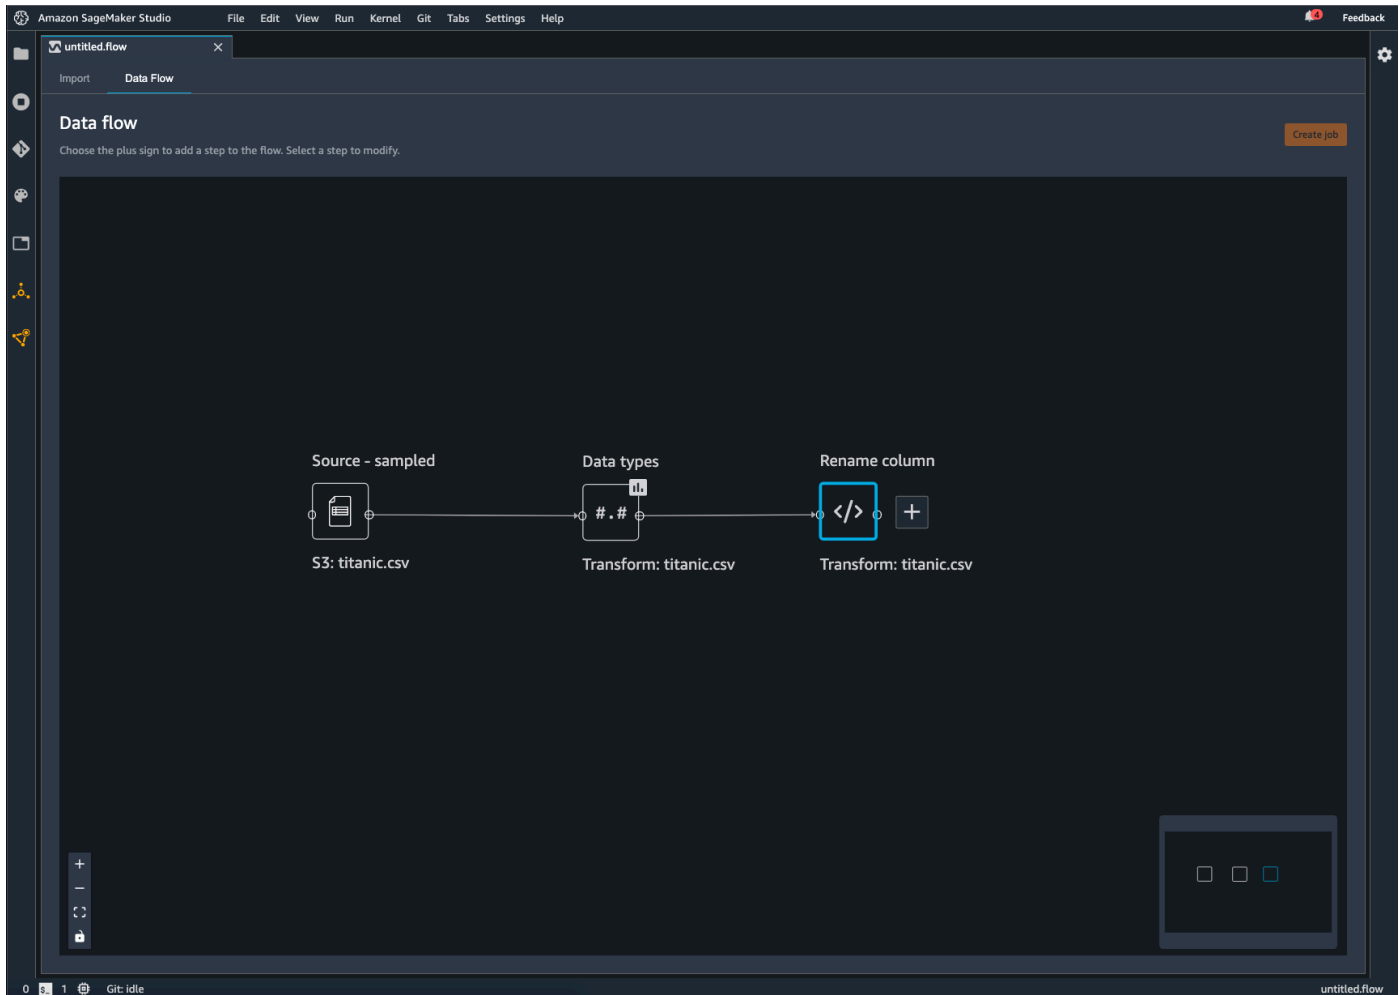 Amazon SageMaker Studio File Edit View Run Kernel Git Tabs Settings Help 4 Feedback
untitled.flow
Import Data Flow
Data flow
Create job
Choose the plus sign to add a step to the flow. Select a step to modify.
Source - sampled Data types Rename column
#.# </> +
S3: titanic.csv Transform: titanic.csv Transform: titanic.csv
0 $_ 1 Git: idle untitled.flow